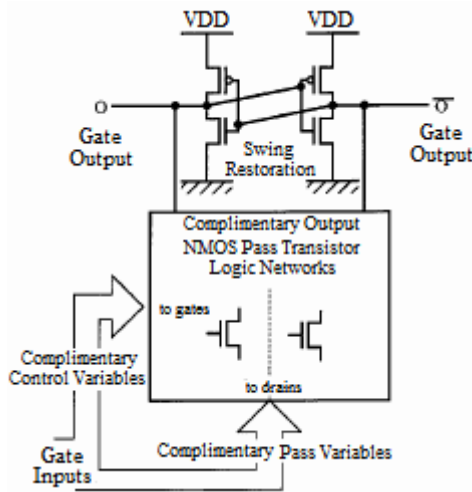 VDD
VDD
O
O
Gate
Output
Gate
Output
Swing
Restoration
Complimentary Output
NMOS Pass Transistor
Logic Networks
to gates
to drains
Complimentary
Control Variables
Complimentary Pass Variables
Gate
Inputs